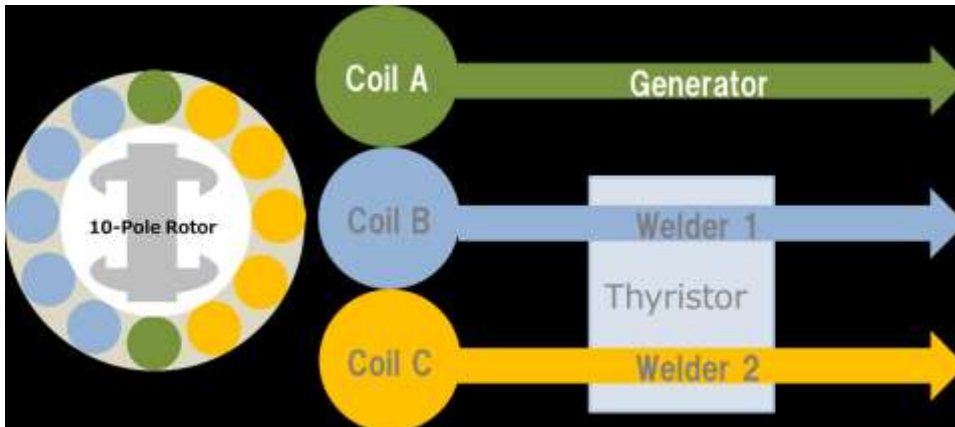 Coil A
Generator
10-Pole Rotor
Coil B
Welder 1
Thyristor
Coil C
Welder 2